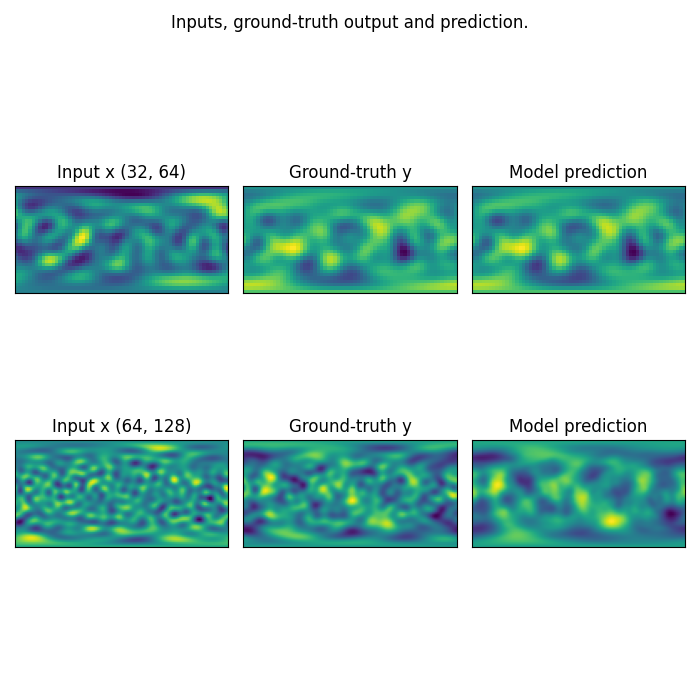 Inputs, ground-truth output and prediction.
Input x (32, 64)
Ground-truth y
Model prediction
Input x (64, 128)
Ground-truth y
Model prediction